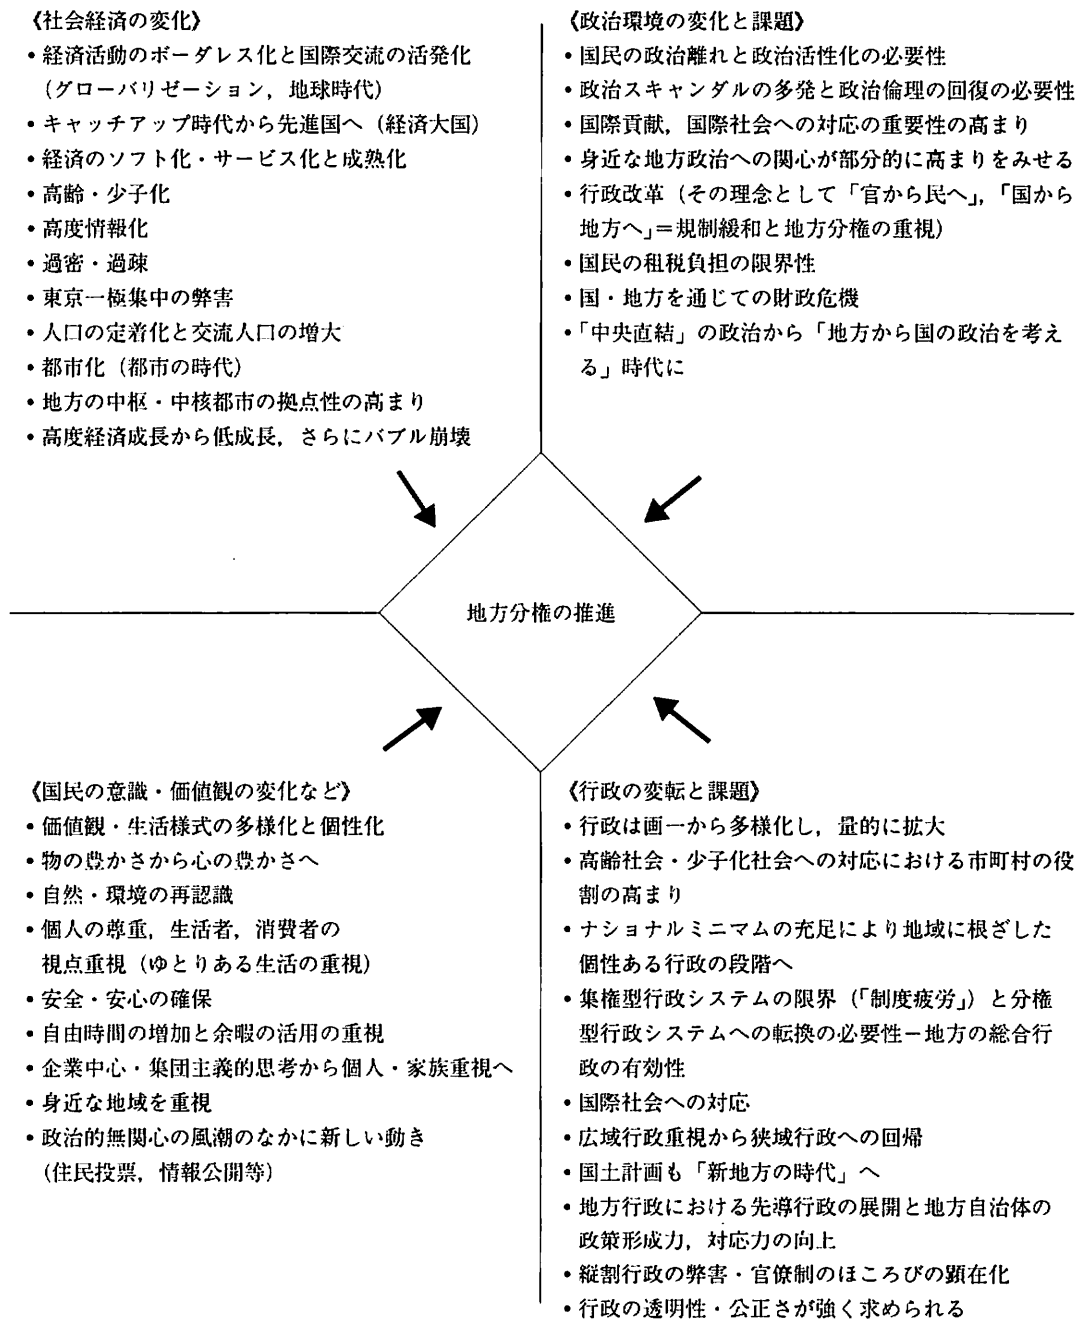 《社会経済の変化》
• 経済活動のボーダレス化と国際交流の活発化
(グローバリゼーション，地球時代)
• キャッチアップ時代から先進国へ（経済大国）
• 経済のソフト化・サービス化と成熟化
• 高齢・少子化
• 高度情報化
• 過密・過疎
• 東京一極集中の弊害
• 人口の定着化と交流人口の増大
• 都市化（都市の時代）
• 地方の中枢・中核都市の拠点性の高まり
• 高度経済成長から低成長，さらにバブル崩壊
《政治環境の変化と課題》
• 国民の政治離れと政治活性化の必要性
• 政治スキャンダルの多発と政治倫理の回復の必要性
• 国際貢献，国際社会への対応の重要性の高まり
• 身近な地方政治への関心が部分的に高まりをみせる
• 行政改革（その理念として「官から民へ」，「国から
地方へ」＝規制緩和と地方分権の重視）
• 国民の租税負担の限界性
• 国・地方を通じての財政危機
• 「中央直結」の政治から「地方から国の政治を考え
る」時代に
地方分権の推進
《国民の意識・価値観の変化など》
• 価値観・生活様式の多様化と個性化
• 物の豊かさから心の豊かさへ
• 自然・環境の再認識
• 個人の尊重，生活者，消費者の
視点重視（ゆとりある生活の重視）
• 安全・安心の確保
• 自由時間の増加と余暇の活用の重視
• 企業中心・集団主義的思考から個人・家族重視へ
• 身近な地域を重視
• 政治的無関心の風潮のなかに新しい動き
(住民投票，情報公開等)
《行政の変転と課題》
• 行政は画一から多様化し，量的に拡大
• 高齢社会・少子化社会への対応における市町村の役
割の高まり
• ナショナルミニマムの充足により地域に根ざした
個性ある行政の段階へ
• 集権型行政システムの限界（「制度疲労」）と分権
型行政システムへの転換の必要性－地方の総合行
政の有効性
• 国際社会への対応
• 広域行政重視から狭域行政への回帰
• 国土計画も「新地方の時代」へ
• 地方行政における先導行政の展開と地方自治体の
政策形成力，対応力の向上
• 縦割行政の弊害・官僚制のほころびの顕在化
• 行政の透明性・公正さが強く求められる